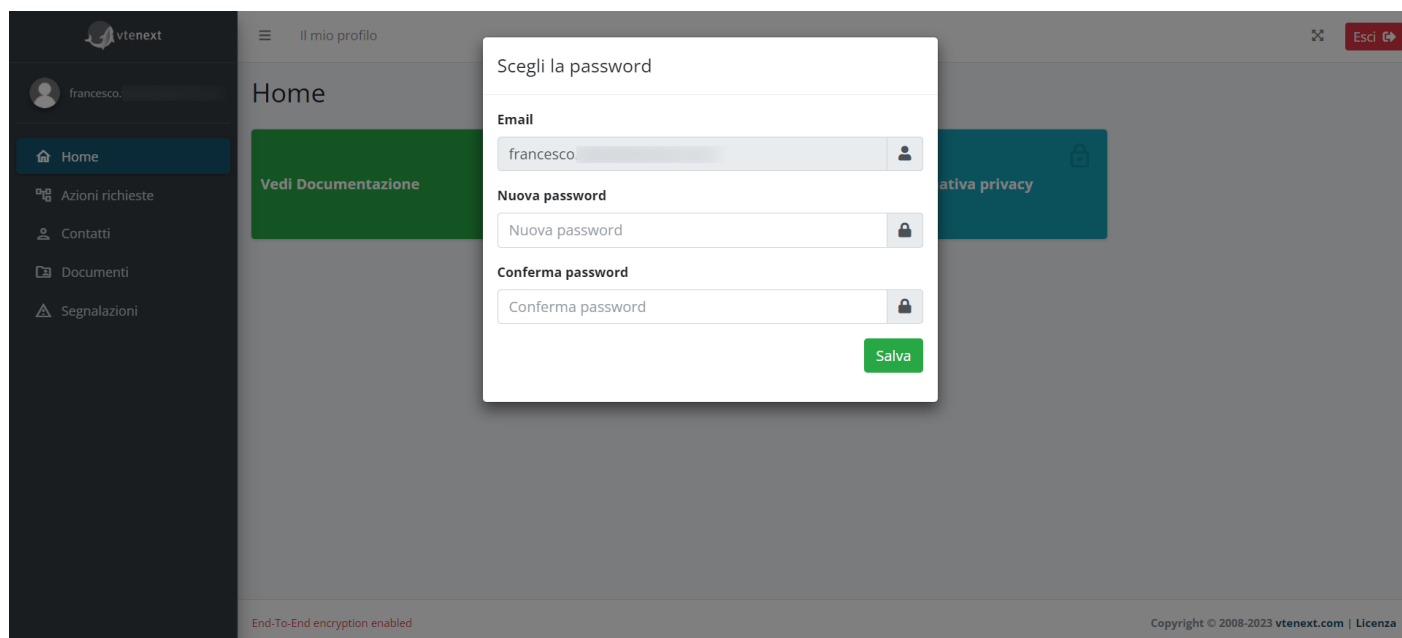 vtenext
francesco.
Home
Azioni richieste
Contatti
Documenti
Segnalazioni
Il mio profilo
Esci
Home
Vedi Documentazione
ativa privacy
Scegli la password
Email
francesco.
Nuova password
Nuova password
Conferma password
Conferma password
Salva
End-To-End encryption enabled
Copyright © 2008-2023 vtenext.com | Licenza